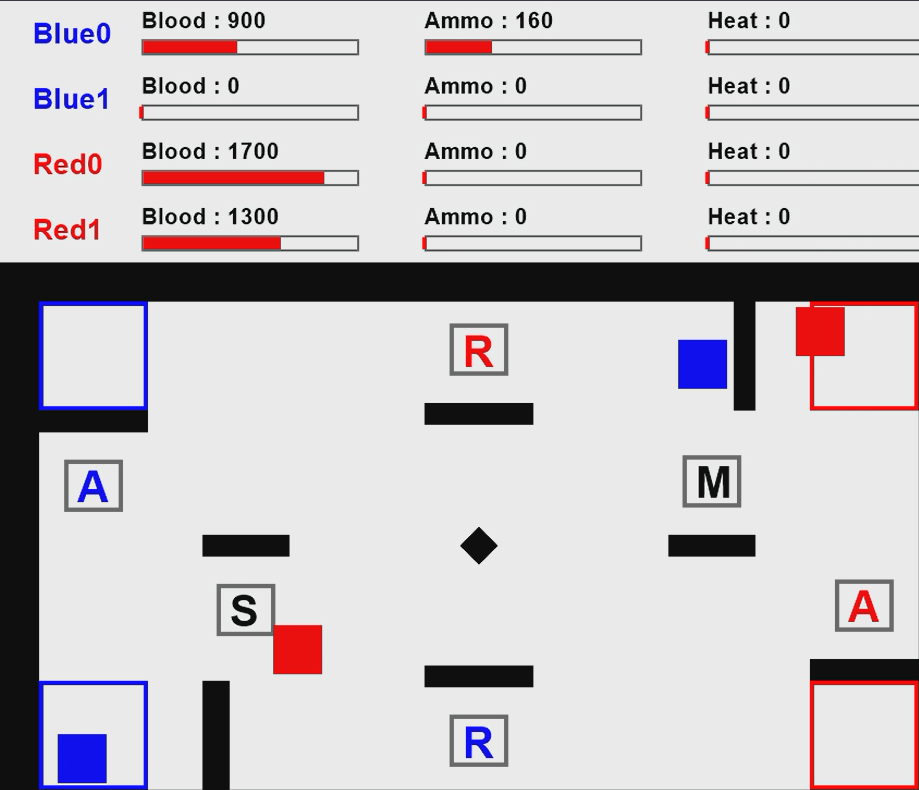 Blue0 Blood : 900 Ammo : 160 Heat : 0
Blue1 Blood : 0 Ammo : 0 Heat : 0
Red0 Blood : 1700 Ammo : 0 Heat : 0
Red1 Blood : 1300 Ammo : 0 Heat : 0
R
A
M
S
A
R